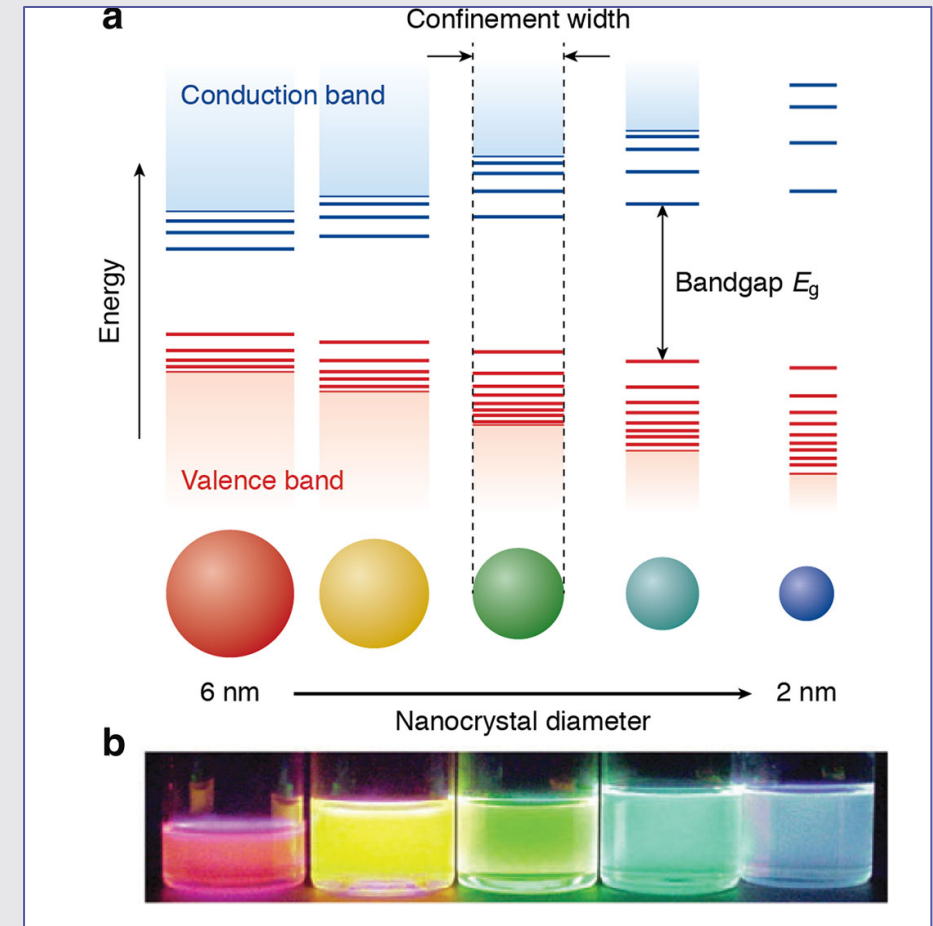 a
Confinement width
Conduction band
Energy
Bandgap Eg
Valence band
6 nm
2 nm
Nanocrystal diameter
b